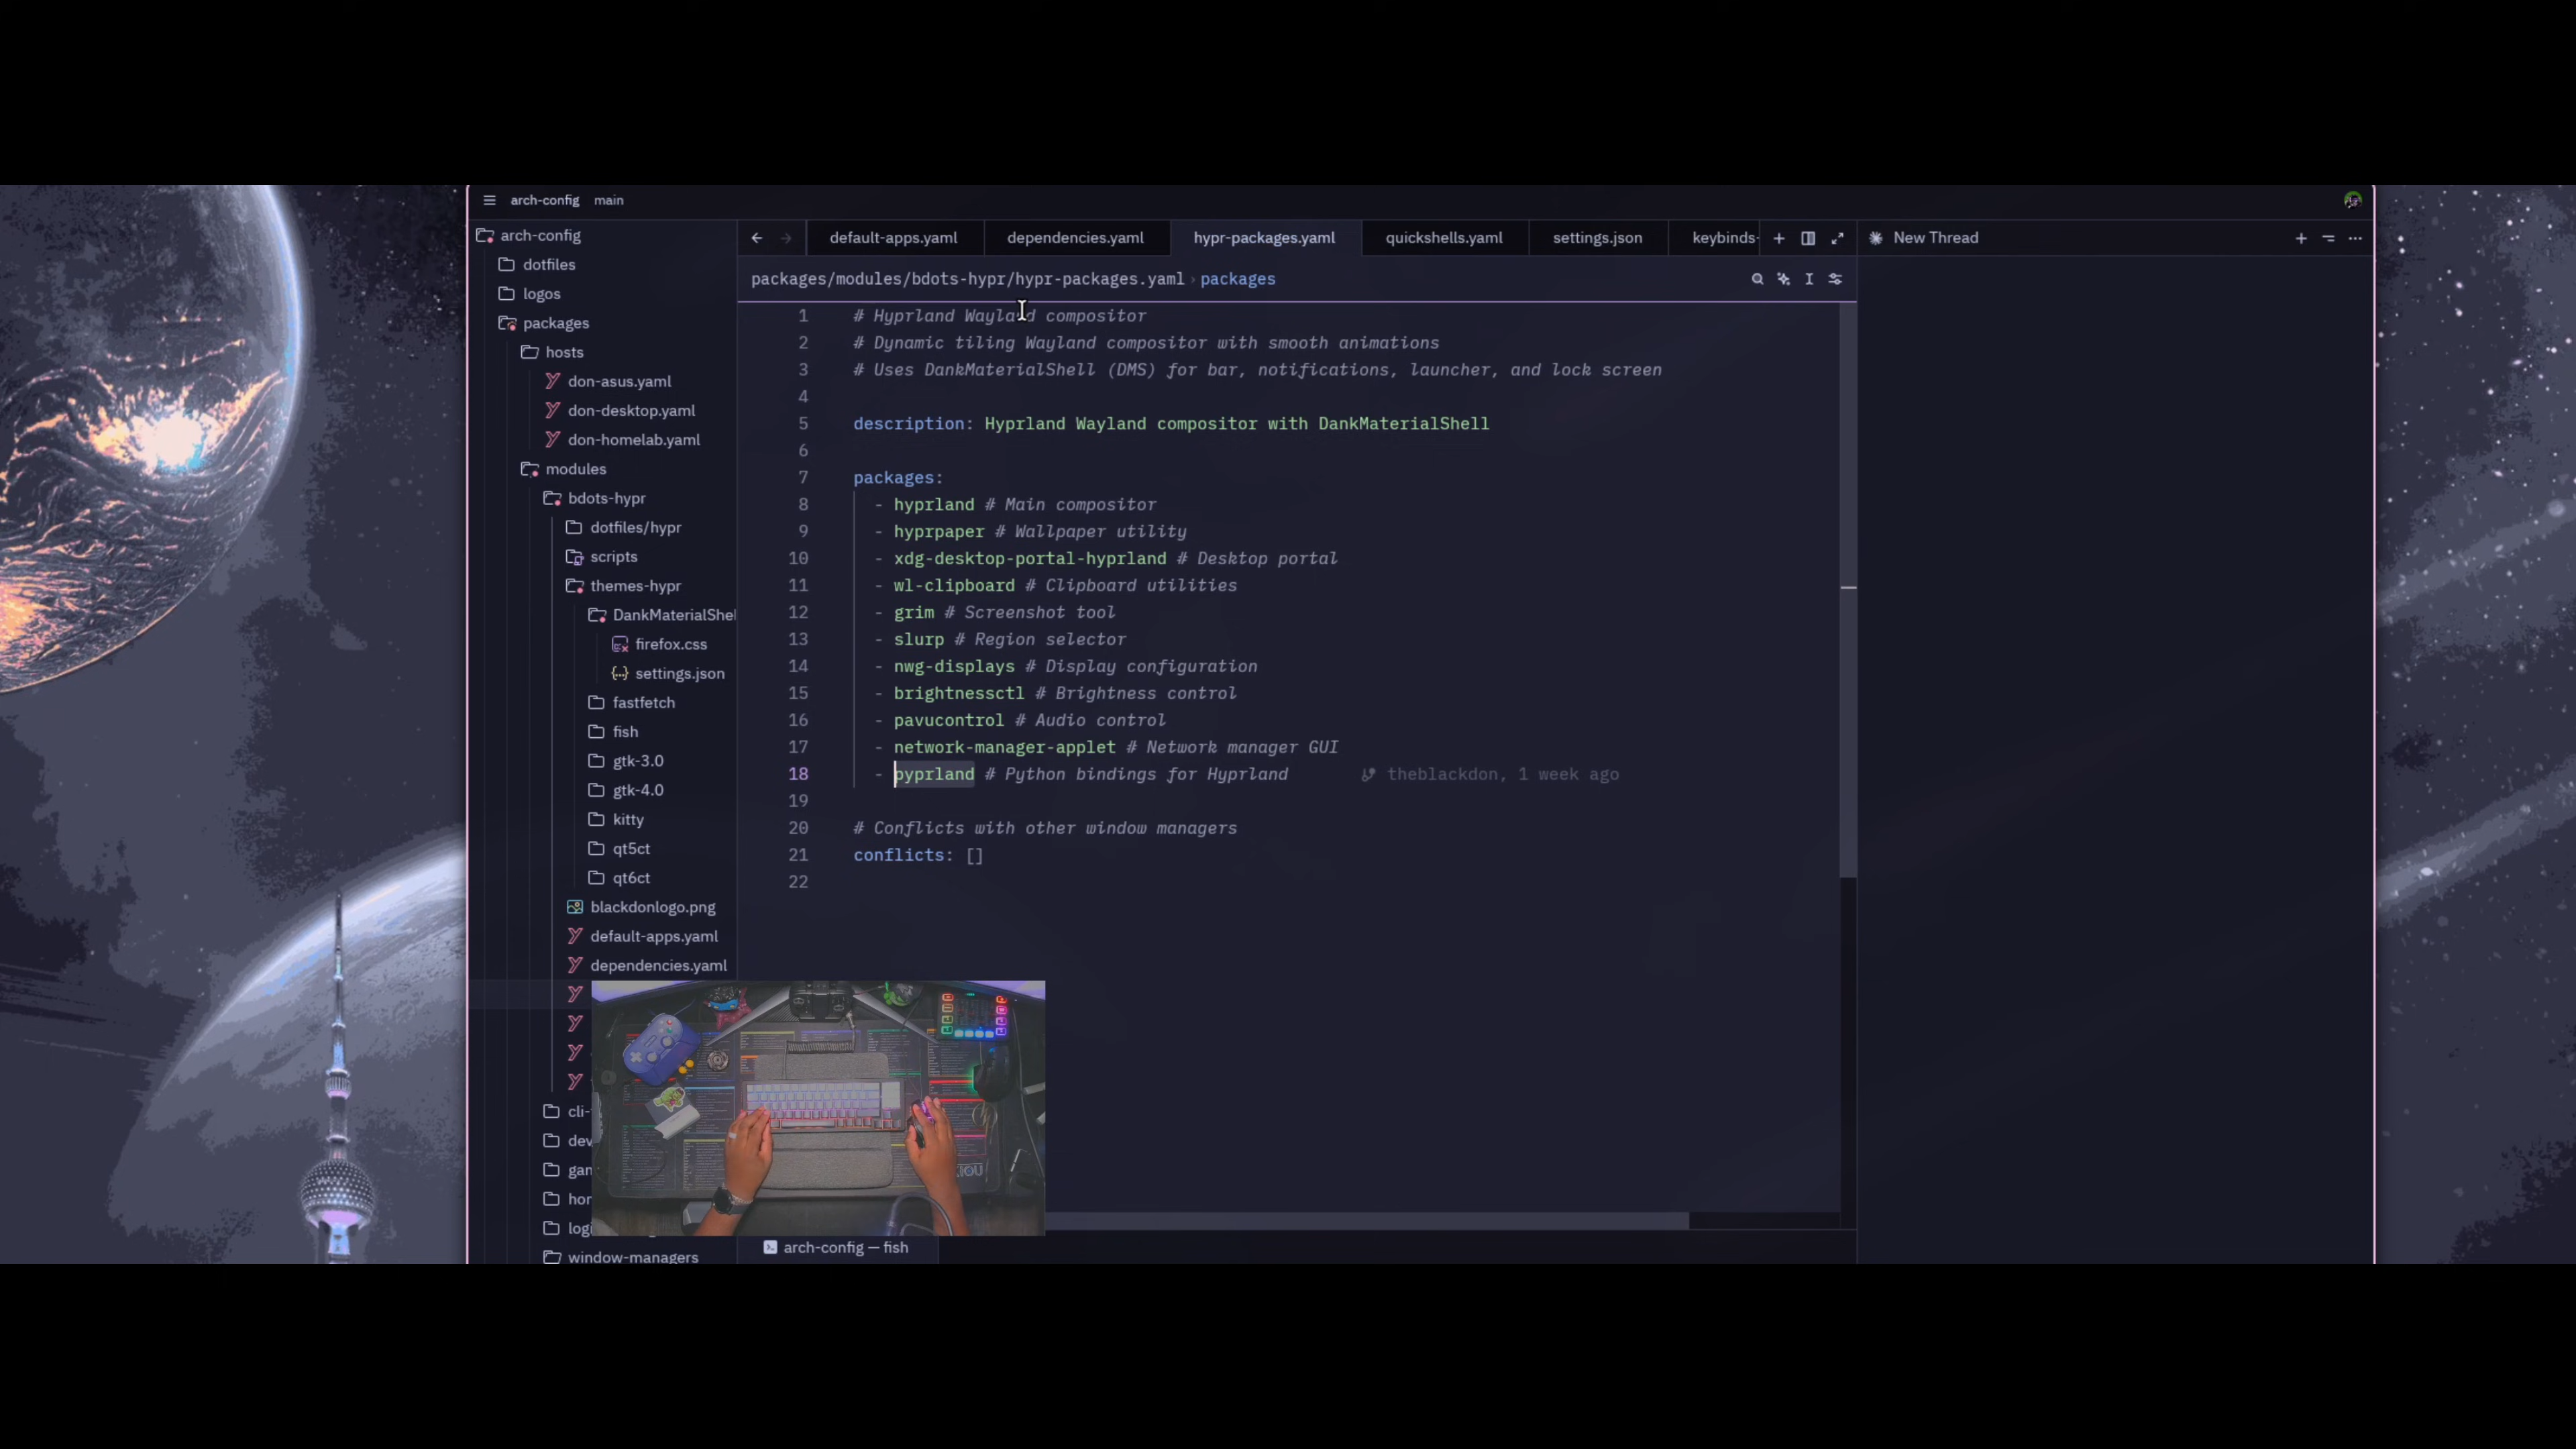 arch-config main
arch-config
dotfiles
logos
packages
hosts
don-asus.yaml
don-desktop.yaml
don-homelab.yaml
modules
bdots-hypr
dotfiles/hypr
scripts
themes-hypr
DankMaterialShel
firefox.css
settings.json
fastfetch
fish
gtk-3.0
gtk-4.0
kitty
qt5ct
qt6ct
blackdonlogo.png
default-apps.yaml
dependencies.yaml
cli-
dev
gan
hor
logi
window-managers
default-apps.yaml dependencies.yaml hypr-packages.yaml quickshells.yaml settings.json keybinds-
packages/modules/bdots-hypr/hypr-packages.yaml › packages
1 # Hyprland Wayland compositor
2 # Dynamic tiling Wayland compositor with smooth animations
3 # Uses DankMaterialShell (DMS) for bar, notifications, launcher, and lock screen
4
5 description: Hyprland Wayland compositor with DankMaterialShell
6
7 packages:
8 - hyprland # Main compositor
9 - hyprpaper # Wallpaper utility
10 - xdg-desktop-portal-hyprland # Desktop portal
11 - wl-clipboard # Clipboard utilities
12 - grim # Screenshot tool
13 - slurp # Region selector
14 - nwg-displays # Display configuration
15 - brightnessctl # Brightness control
16 - pavucontrol # Audio control
17 - network-manager-applet # Network manager GUI
18 - pyprland # Python bindings for Hyprland theblackdon, 1 week ago
19
20 # Conflicts with other window managers
21 conflicts: []
22
arch-config — fish
New Thread